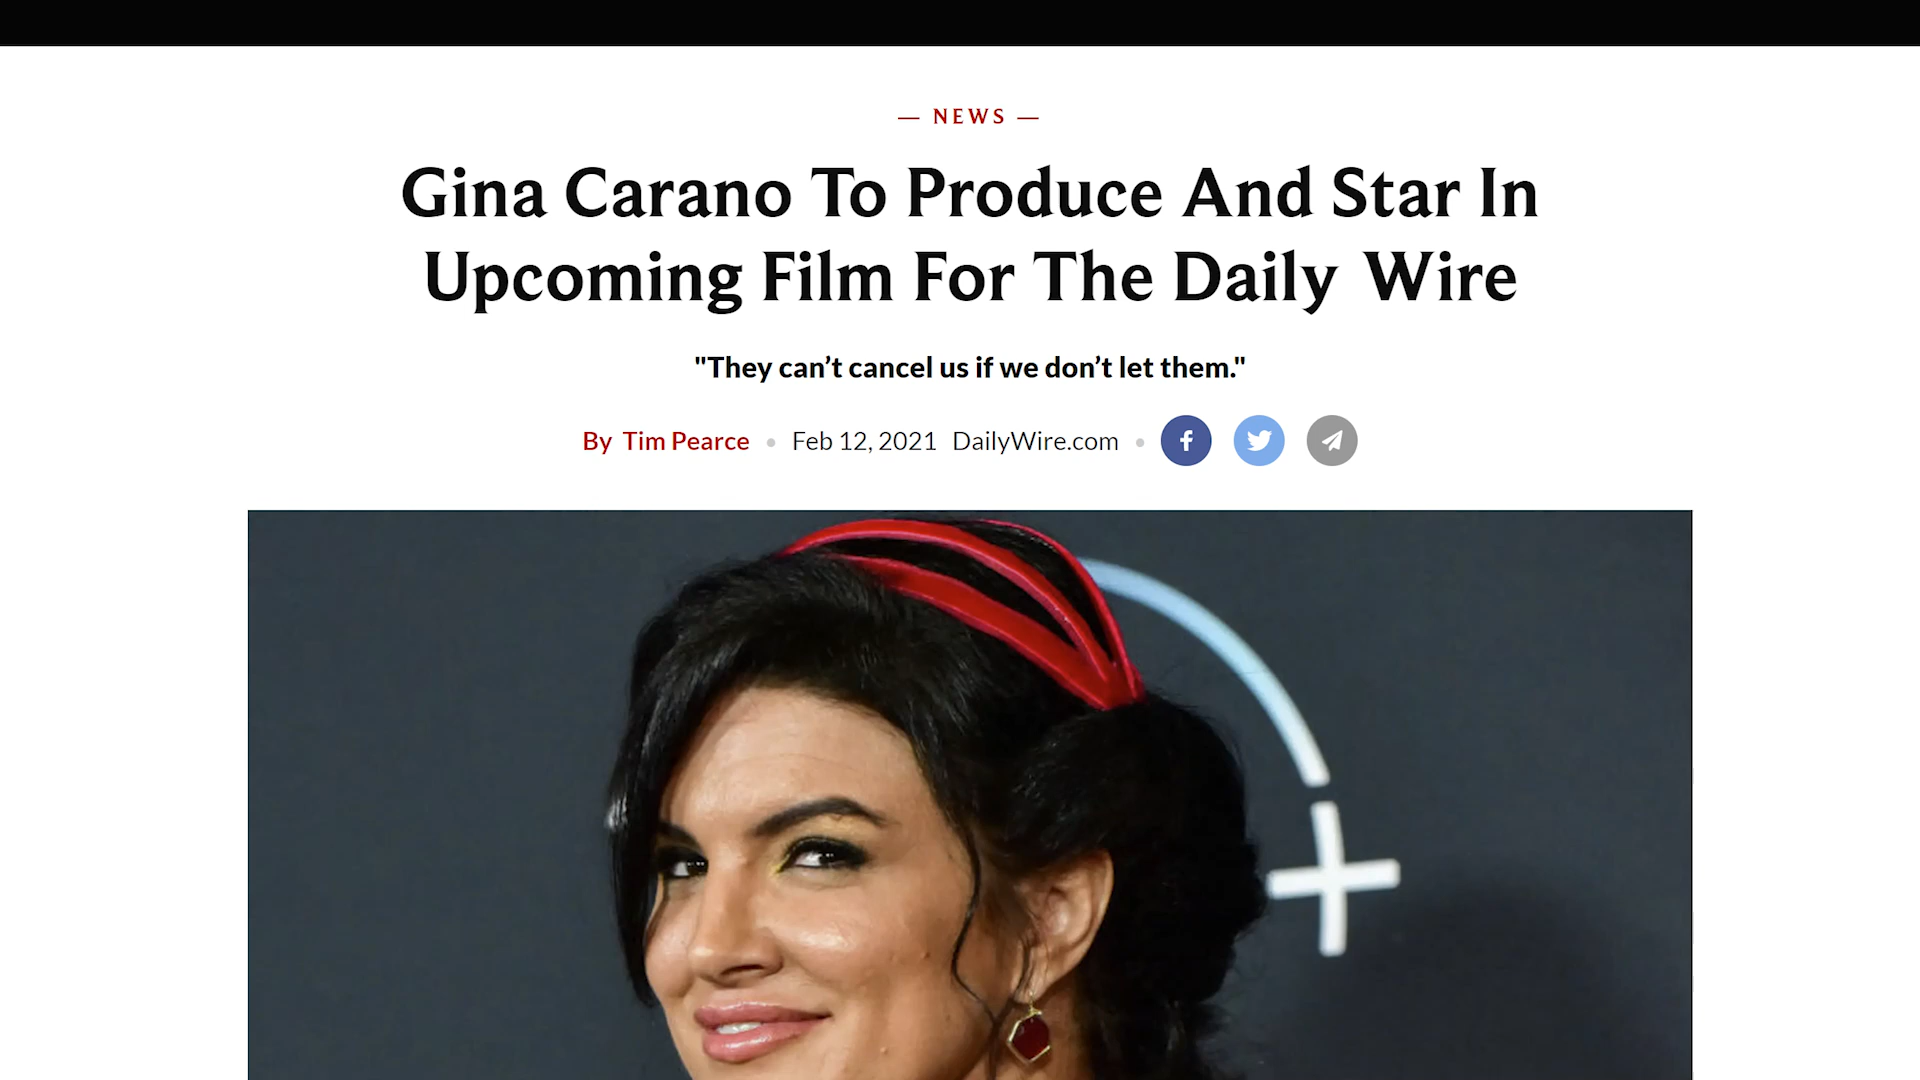 — NEWS —
Gina Carano To Produce And Star In
Upcoming Film For The Daily Wire
"They can’t cancel us if we don’t let them."
By Tim Pearce • Feb 12, 2021 DailyWire.com •